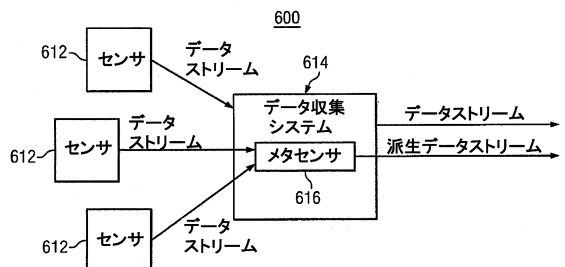 600
612
センサ
データ
ストリーム
614
データ収集
システム
データストリーム
612
センサ
データ
ストリーム
メタセンサ
派生データストリーム
616
612
センサ
データ
ストリーム